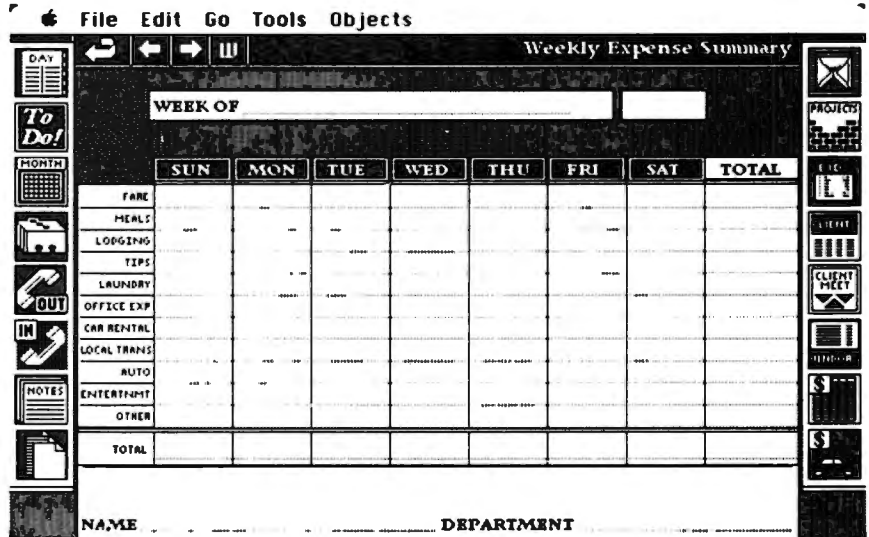 File Edit Go Tools Objects
Weekly Expense Summary
DAY
WEEK OF
To Do!
PROJECTS
MONTH
SUN MON TUE WED THU FRI SAT TOTAL
FARE
MEALS
LODGING
TIPS
LAUNDRY
OFFICE EXP
CAR RENTAL
LOCAL TRANS
AUTO
ENTERTNMT
OTHER
TOTAL
OUT
IN
NOTES
CLIENT
CLIENT MEET
VENDOR
$
$
NAME DEPARTMENT